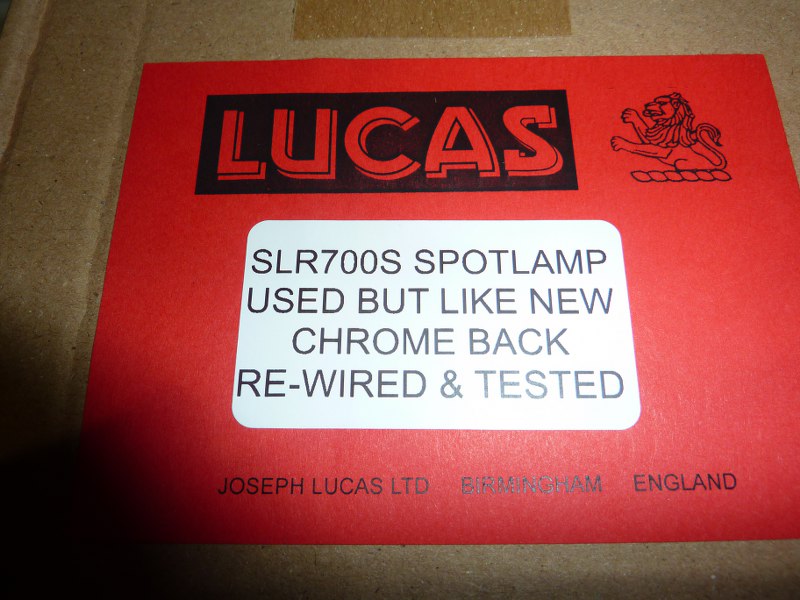 LUCAS
SLR700S SPOTLAMP
USED BUT LIKE NEW
CHROME BACK
RE-WIRED & TESTED
JOSEPH LUCAS LTD BIRMINGHAM ENGLAND